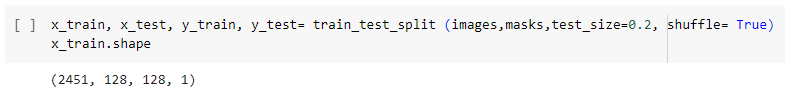 [ ] x_train, x_test, y_train, y_test= train_test_split (images,masks,test_size=0.2, shuffle= True)
x_train.shape
(2451, 128, 128, 1)